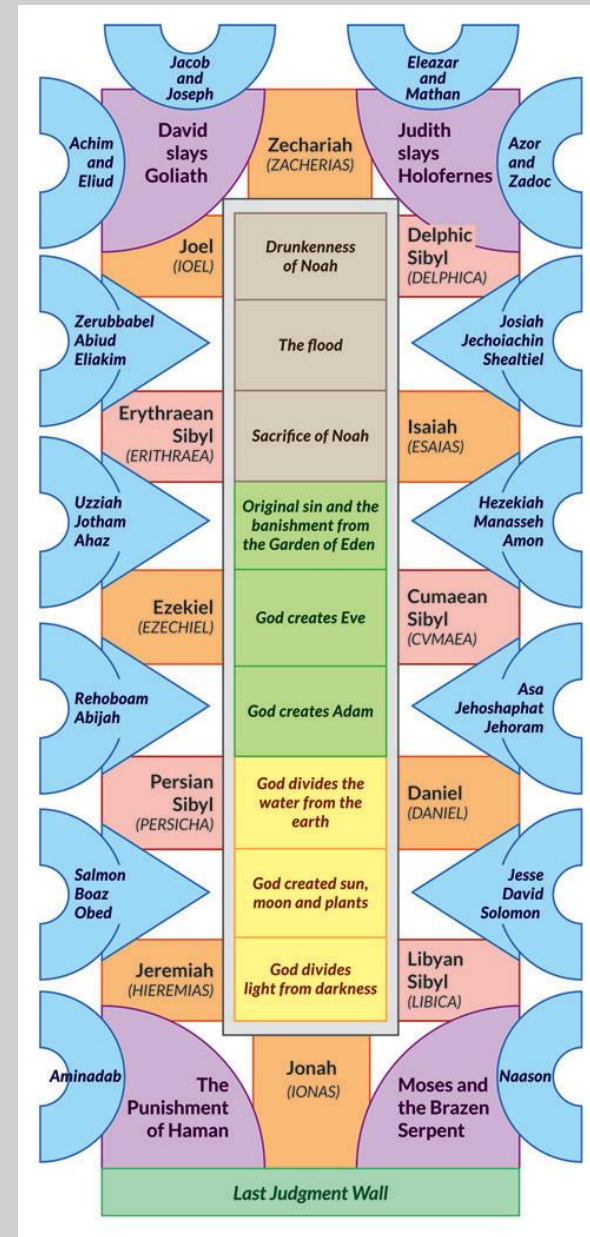 Jacob
and
Joseph
Eleazar
and
Mathan
Achim
and
Eliud
David
slays
Goliath
Zechariah
(ZACHERIAS)
Judith
slays
Holofernes
Azor
and
Zadoc
Joel
(IOEL)
Drunkenness
of Noah
Delphic
Sibyl
(DELPHICA)
Zerubbabel
Abiud
Eliakim
The flood
Josiah
Jechoiachin
Shealtiel
Erythraean
Sibyl
(ERITHRAEA)
Sacrifice of Noah
Isaiah
(ESAIAS)
Uzziah
Jotham
Ahaz
Original sin and the
banishment from
the Garden of Eden
Hezekiah
Manasseh
Amon
Ezekiel
(EZECHIEL)
God creates Eve
Cumaean
Sibyl
(CVMAEA)
Rehoboam
Abijah
God creates Adam
Asa
Jehoshaphat
Jehoram
Persian
Sibyl
(PERSICHA)
God divides the
water from the
earth
Daniel
(DANIEL)
Salmon
Boaz
Obed
God created sun,
moon and plants
Jesse
David
Solomon
Jeremiah
(HIEREMIAS)
God divides
light from darkness
Libyan
Sibyl
(LIBICA)
Aminadab
The
Punishment
of Haman
Jonah
(IONAS)
Moses and
the Brazen
Serpent
Naason
Last Judgment Wall